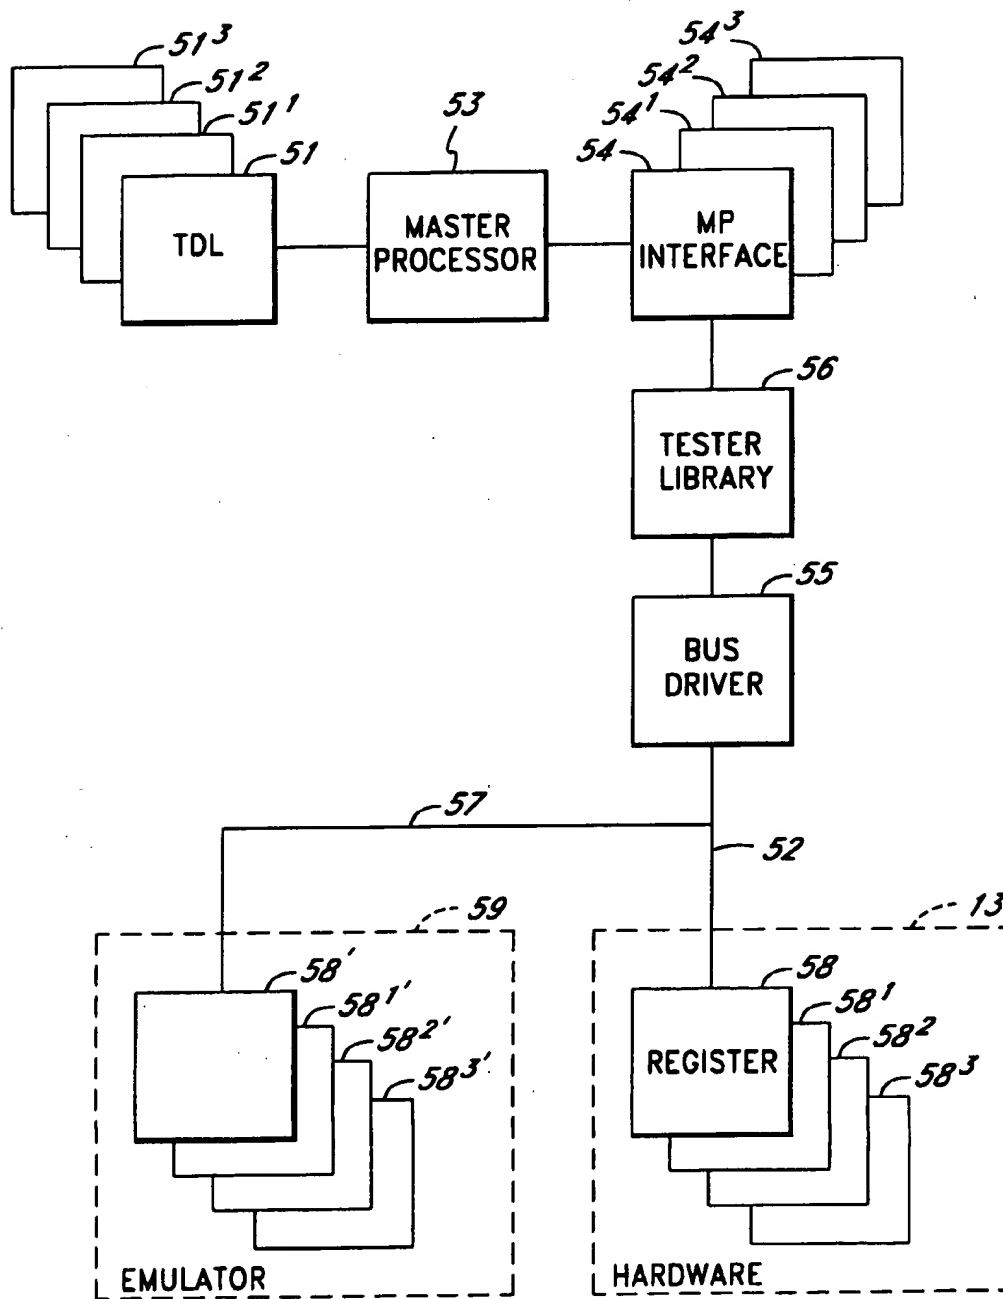 51³
51²
51¹
51
TDL
53
MASTER
PROCESSOR
54³
54²
54¹
54
MP
INTERFACE
56
TESTER
LIBRARY
55
BUS
DRIVER
57
52
59
58'
58¹'
58²'
58³'
EMULATOR
13
58
58¹
58²
58³
REGISTER
HARDWARE